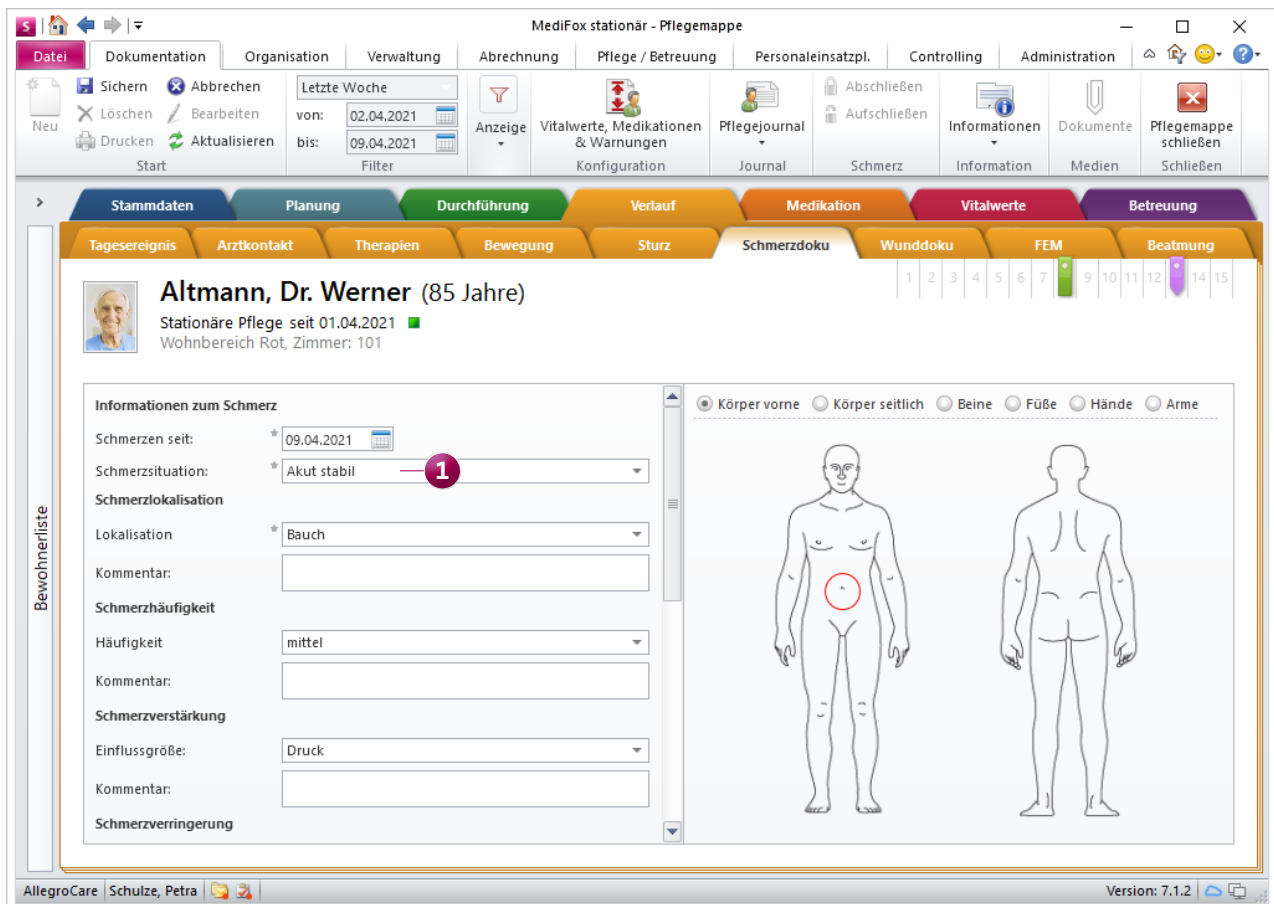 S MediFox stationär - Pflegemappe
Datei Dokumentation Organisation Verwaltung Abrechnung Pflege / Betreuung Personaleinsatzpl. Controlling Administration
Neu
Sichern Abbrechen
Löschen Bearbeiten
Drucken Aktualisieren
Start
Letzte Woche
von: 02.04.2021
bis: 09.04.2021
Filter
Anzeige
Vitalwerte, Medikationen
& Warnungen
Konfiguration
Pflegejournal
Journal
Abschließen
Aufschließen
Schmerz
Informationen
Information
Dokumente
Medien
Pflegemappe
schließen
Schließen
Stammdaten Planung Durchführung Verlauf Medikation Vitalwerte Betreuung
Tagesereignis Arztkontakt Therapien Bewegung Sturz Schmerzdoku Wunddoku FEM Beatmung
1 2 3 4 5 6 7 9 10 11 12 14 15
Altmann, Dr. Werner (85 Jahre)
Stationäre Pflege seit 01.04.2021
Wohnbereich Rot, Zimmer: 101
Bewohnerliste
Informationen zum Schmerz
Schmerzen seit: * 09.04.2021
Schmerzsituation: * Akut stabil 1
Schmerzlokalisation
Lokalisation * Bauch
Kommentar:
Schmerzhäufigkeit
Häufigkeit mittel
Kommentar:
Schmerzverstärkung
Einflussgröße: Druck
Kommentar:
Schmerzverringerung
Körper vorne Körper seitlich Beine Füße Hände Arme
AllegroCare Schulze, Petra Version: 7.1.2